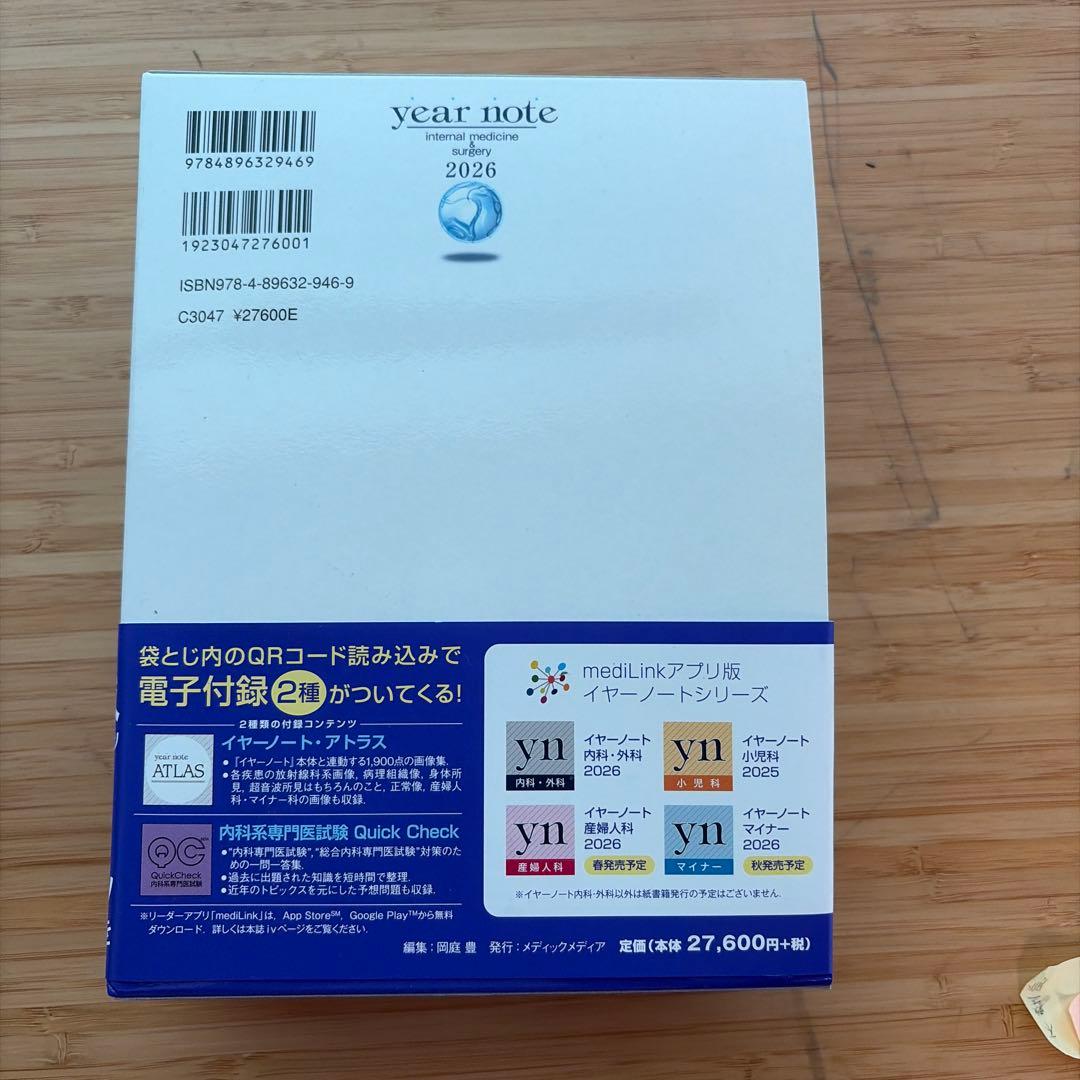 9784896329469
1923047276001
ISBN978-4-89632-946-9
C3047 ¥27600E
year note
internal medicine
&
surgery
2026
袋とじ内のQRコード読み込みで
電子付録2種がついてくる!
2種類の付録コンテンツ
year note
ATLAS
イヤーノート・アトラス
●「イヤーノート」本体と連動する1,900点の画像集.
●各疾患の放射線科系画像, 病理組織像, 身体所
見, 超音波所見はもちろんのこと, 正常像, 産婦人
科・マイナー科の画像も収録.
QuickCheck
内科系専門医試験
内科系専門医試験 Quick Check
●"内科専門医試験", "総合内科専門医試験"対策のた
めの一問一答集.
●過去に出題された知識を短時間で整理.
●近年のトピックスを元にした予想問題も収録.
※リーダーアプリ「mediLink」は, App Store℠, Google Play™から無料
ダウンロード. 詳しくは本誌ivページをご覧ください.
mediLinkアプリ版
イヤーノートシリーズ
yn
内科・外科
イヤーノート
内科・外科
2026
yn
小児科
イヤーノート
小児科
2025
yn
産婦人科
イヤーノート
産婦人科
2026
春発売予定
yn
マイナー
イヤーノート
マイナー
2026
秋発売予定
※イヤーノート内科・外科以外は紙書籍発行の予定はございません.
編集:岡庭 豊 発行:メディックメディア 定価(本体 27,600円+税)